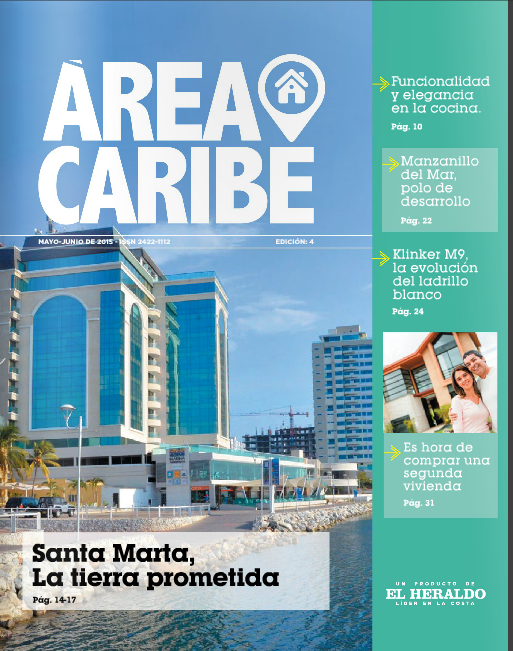 ÁREA
CARIBE
MAYO-JUNIO DE 2015 - ISSN 2422-1112
EDICIÓN: 4
Funcionalidad
y elegancia
en la cocina.
Pág. 10
Manzanillo
del Mar,
polo de
desarrollo
Pág. 22
Klinker M9,
la evolución
del ladrillo
blanco
Pág. 24
Es hora de
comprar una
segunda
vivienda
Pág. 31
Santa Marta,
La tierra prometida
Pág. 14-17
UN PRODUCTO DE
EL HERALDO
LÍDER EN LA COSTA